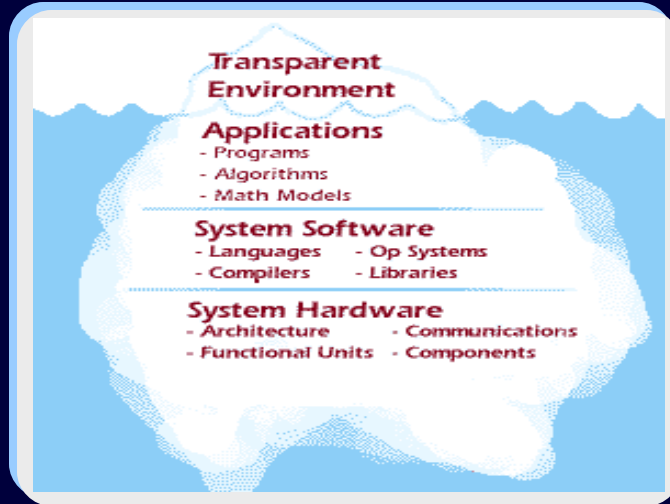 Transparent
Environment
Applications
- Programs
- Algorithms
- Math Models
System Software
- Languages - Op Systems
- Compilers - Libraries
System Hardware
- Architecture - Communications
- Functional Units - Components